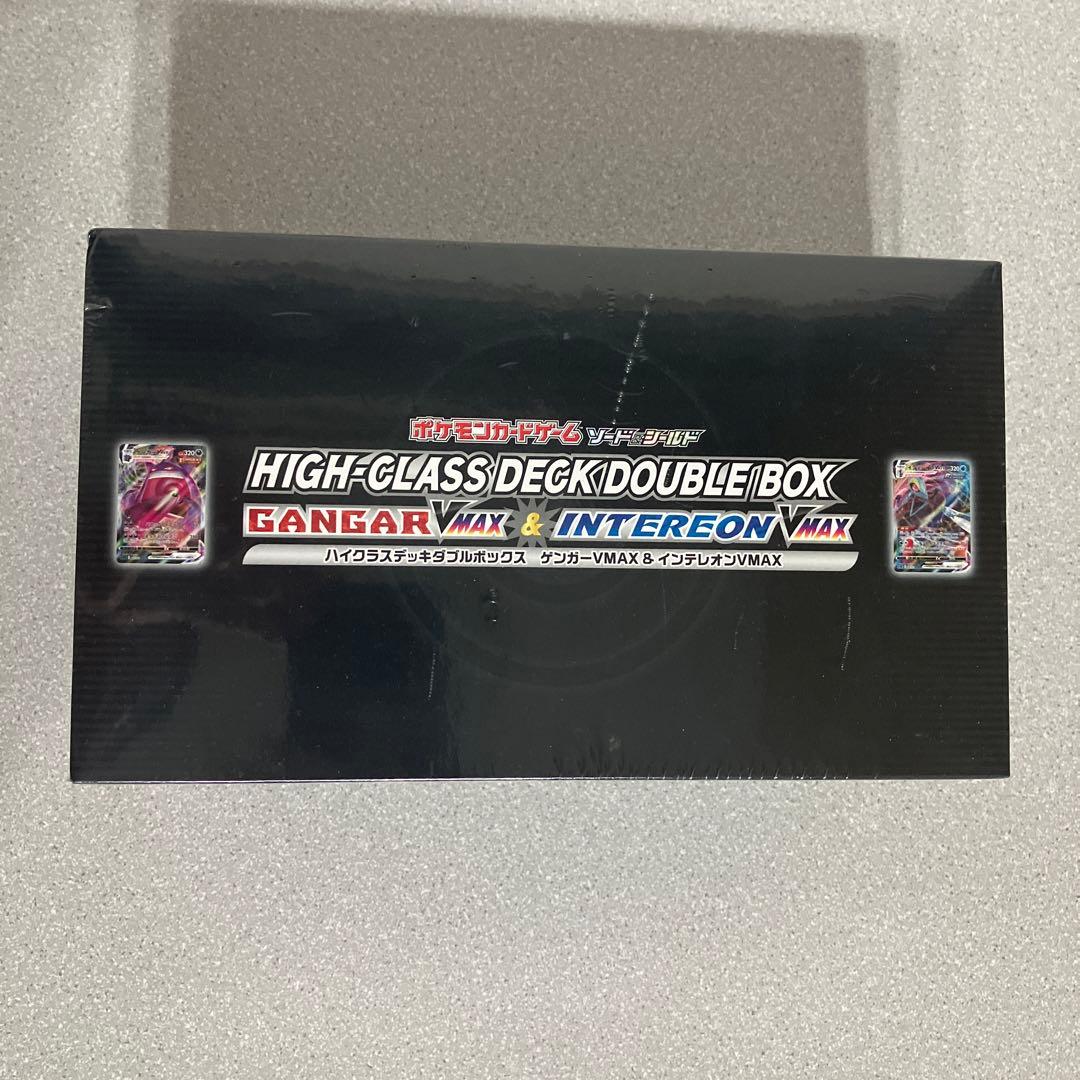 ポケモンカードゲーム ソード&シールド
HIGH-CLASS DECK DOUBLE BOX
GANGAR VMAX & INTEREON VMAX
ハイクラスデッキダブルボックス ゲンガーVMAX & インテレオンVMAX
320
320